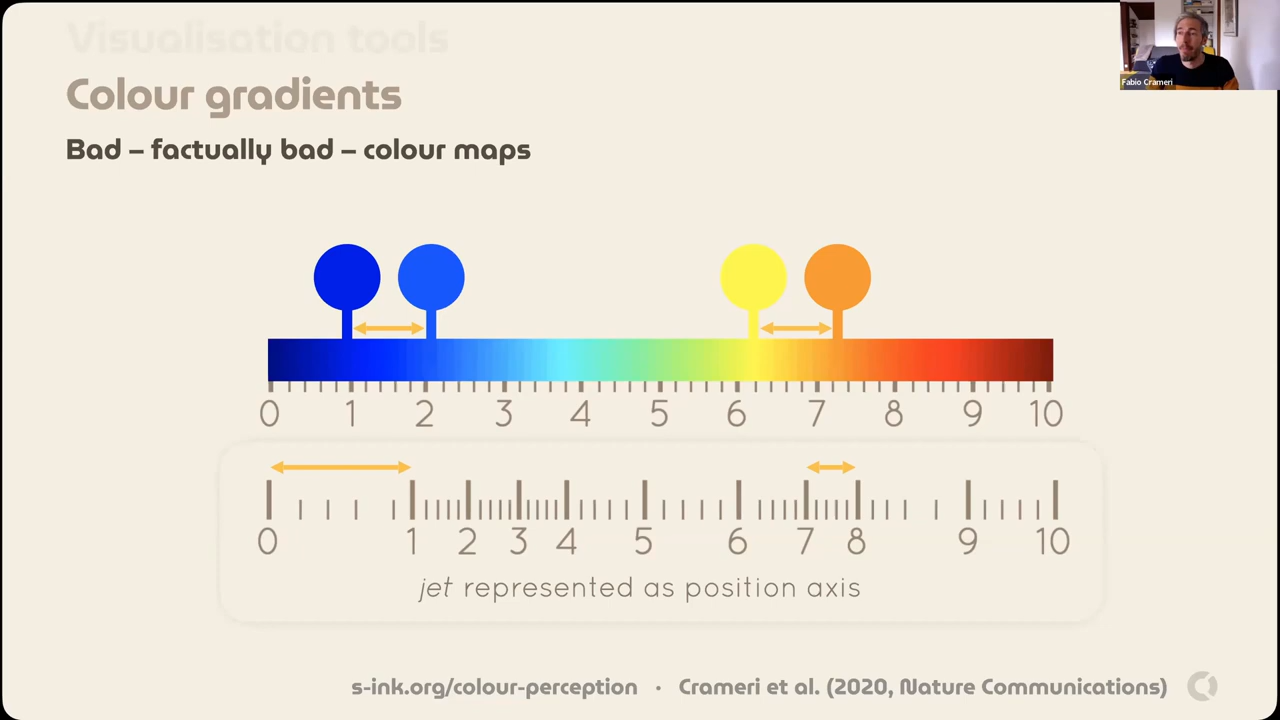 Visualisation tools
Colour gradients
Bad – factually bad – colour maps
Fabio Crameri
0 1 2 3 4 5 6 7 8 9 10
0 1 2 3 4 5 6 7 8 9 10
jet represented as position axis
s-ink.org/colour-perception · Crameri et al. (2020, Nature Communications)